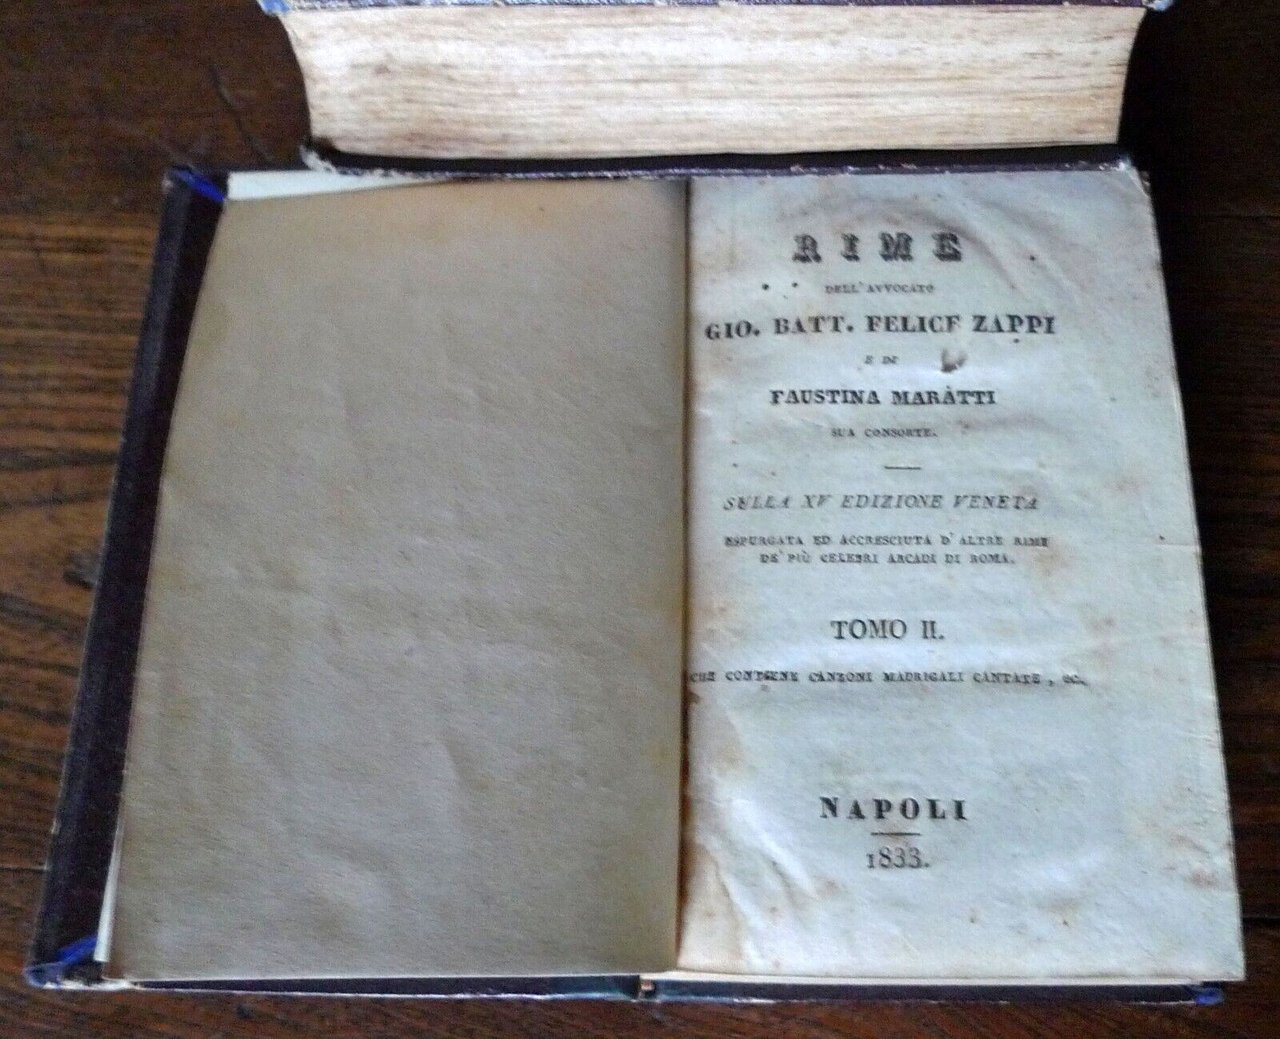 RIME
DELL'AVVOCATO
GIO. BATT. FELICE ZAPPI
E DI
FAUSTINA MARÀTTI
SUA CONSORTE.
SULLA XV EDIZIONE VENETA
ESPURGATA ED ACCRESCIUTA D'ALTRE RIME
DE' PIÙ CELEBRI ARCADI DI ROMA.
TOMO II.
CHE CONTIENE CANZONI MADRIGALI CANTATE, EC.
NAPOLI
1833.